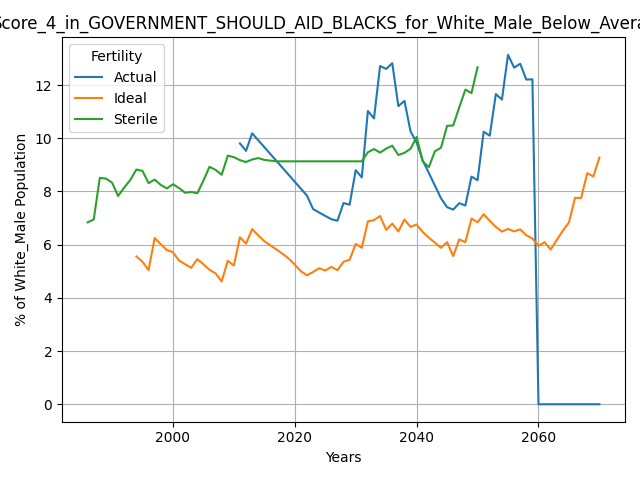 Score_4_in_GOVERNMENT_SHOULD_AID_BLACKS_for_White_Male_Below_Avera
Fertility
Actual
Ideal
Sterile
% of White_Male Population
12
10
8
6
4
2
0
2000 2020 2040 2060
Years